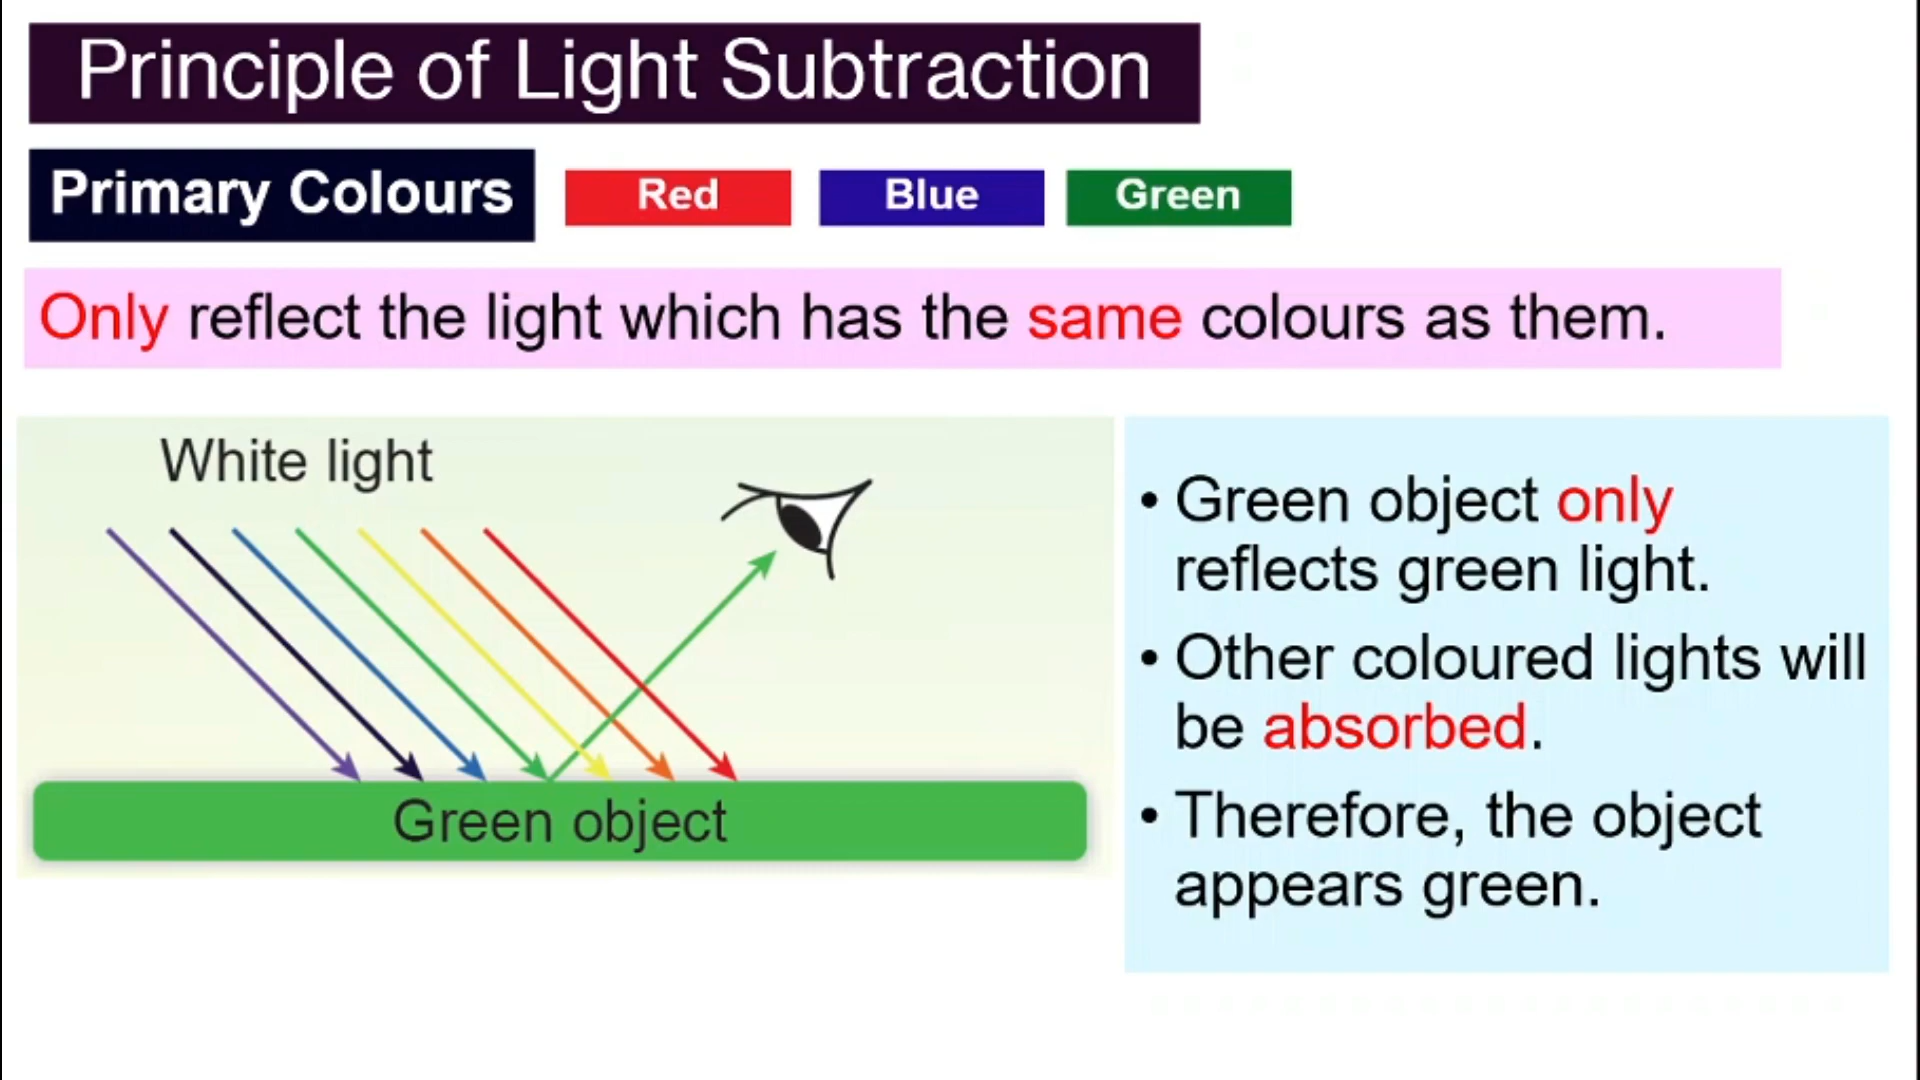 Principle of Light Subtraction
Primary Colours Red Blue Green
Only reflect the light which has the same colours as them.
White light
Green object
• Green object only
reflects green light.
• Other coloured lights will
be absorbed.
• Therefore, the object
appears green.